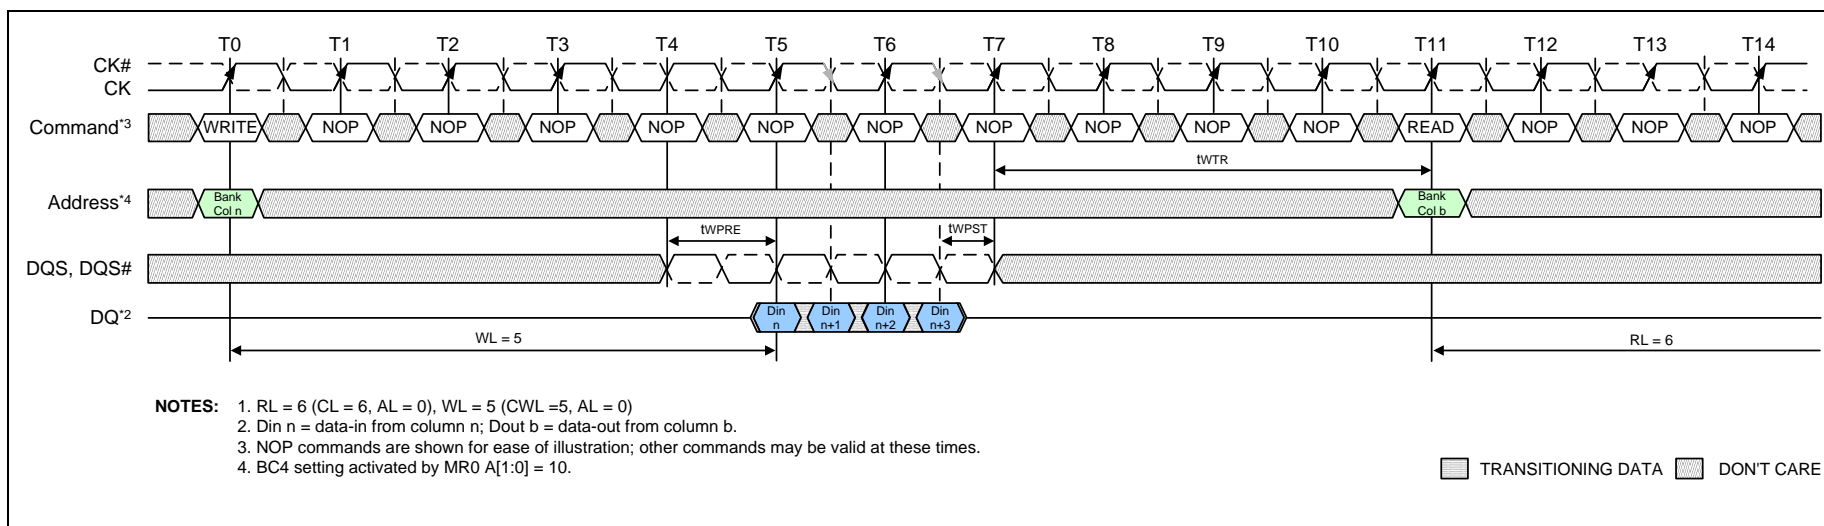 T0 T1 T2 T3 T4 T5 T6 T7 T8 T9 T10 T11 T12 T13 T14
CK#
CK
Command*3 WRITE NOP NOP NOP NOP NOP NOP NOP NOP NOP NOP READ NOP NOP NOP
tWTR
Address*4 Bank Col n Bank Col b
tWPRE tWPST
DQS, DQS#
DQ*2 Din n Din n+1 Din n+2 Din n+3
WL = 5 RL = 6
NOTES: 1. RL = 6 (CL = 6, AL = 0), WL = 5 (CWL =5, AL = 0)
2. Din n = data-in from column n; Dout b = data-out from column b.
3. NOP commands are shown for ease of illustration; other commands may be valid at these times.
4. BC4 setting activated by MR0 A[1:0] = 10.
TRANSITIONING DATA DON'T CARE